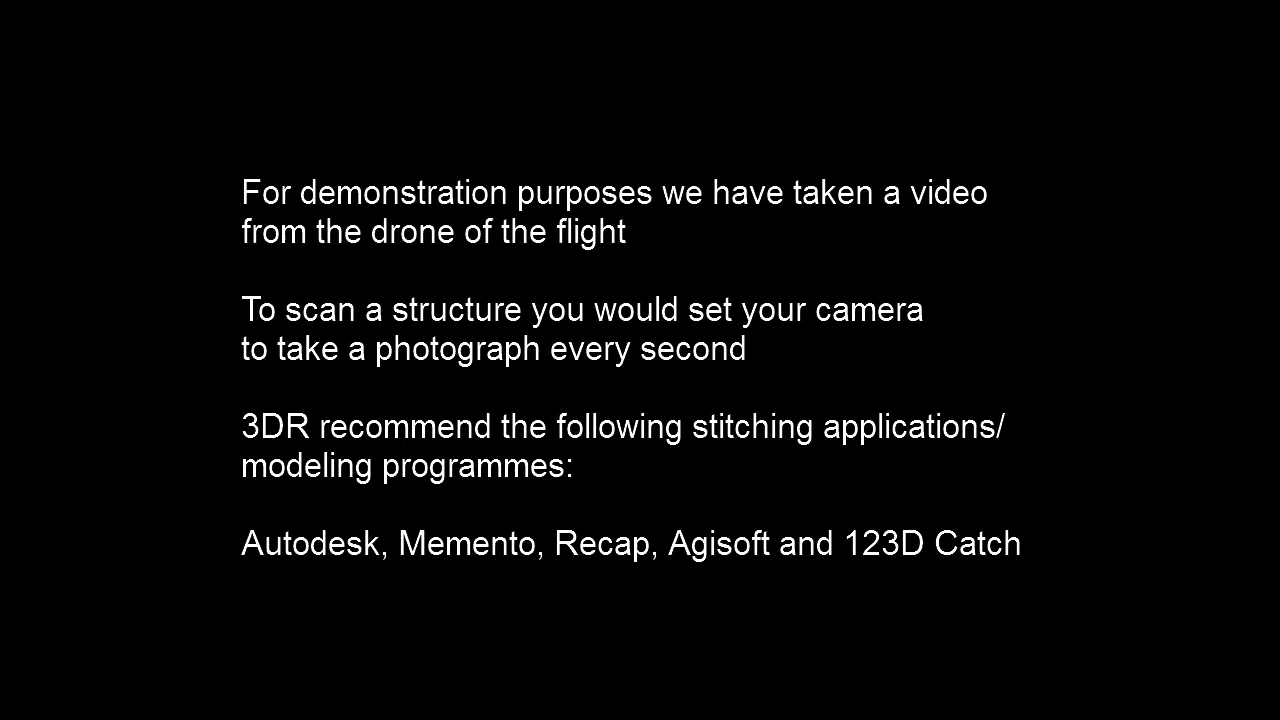 For demonstration purposes we have taken a video
from the drone of the flight
To scan a structure you would set your camera
to take a photograph every second
3DR recommend the following stitching applications/
modeling programmes:
Autodesk, Memento, Recap, Agisoft and 123D Catch